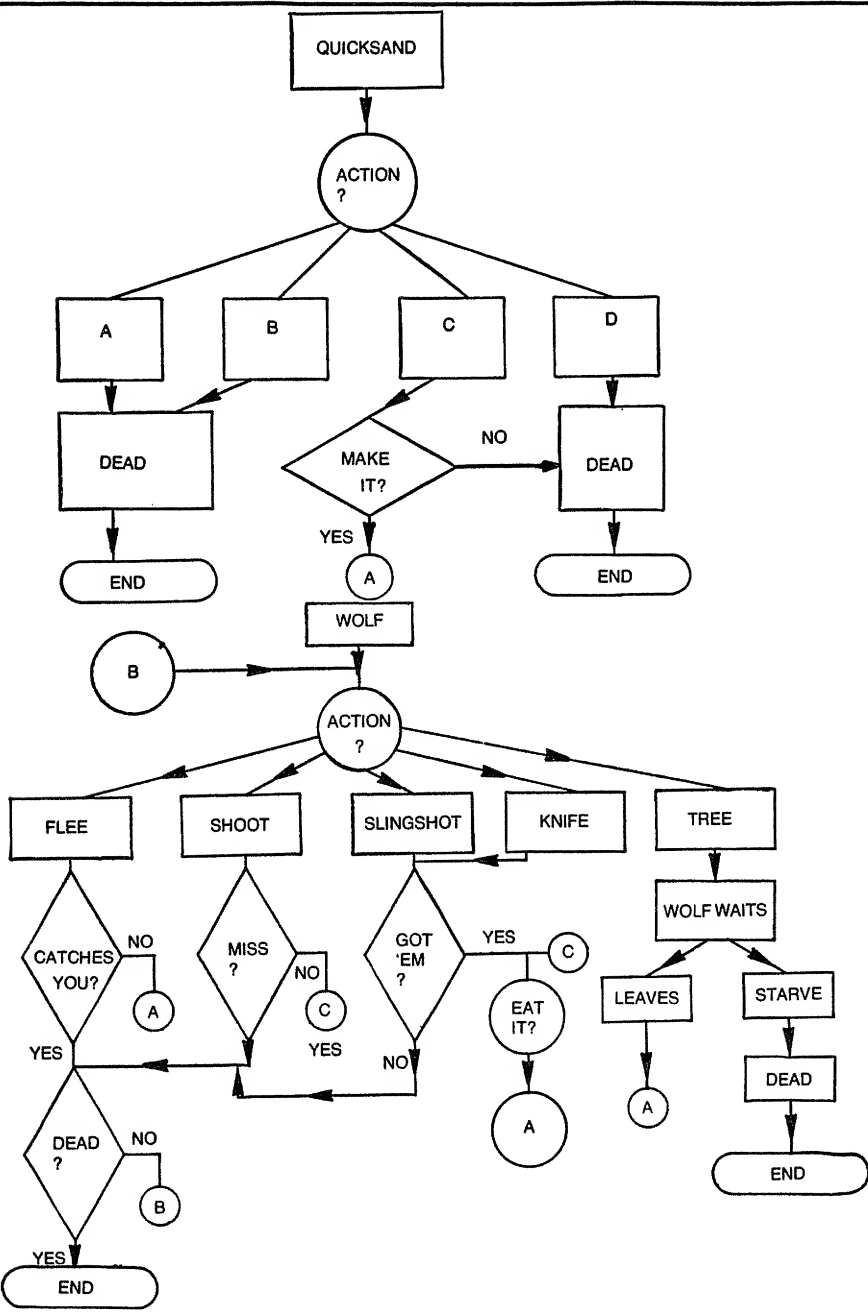 QUICKSAND
ACTION
?
A
B
C
D
DEAD
MAKE
IT?
NO
DEAD
YES
END
A
END
WOLF
B
ACTION
?
FLEE
SHOOT
SLINGSHOT
KNIFE
TREE
WOLF WAITS
CATCHES
YOU?
NO
A
MISS
?
NO
C
YES
GOT
'EM
?
YES
C
EAT
IT?
A
LEAVES
STARVE
A
DEAD
END
YES
NO
DEAD
?
NO
B
YES
END